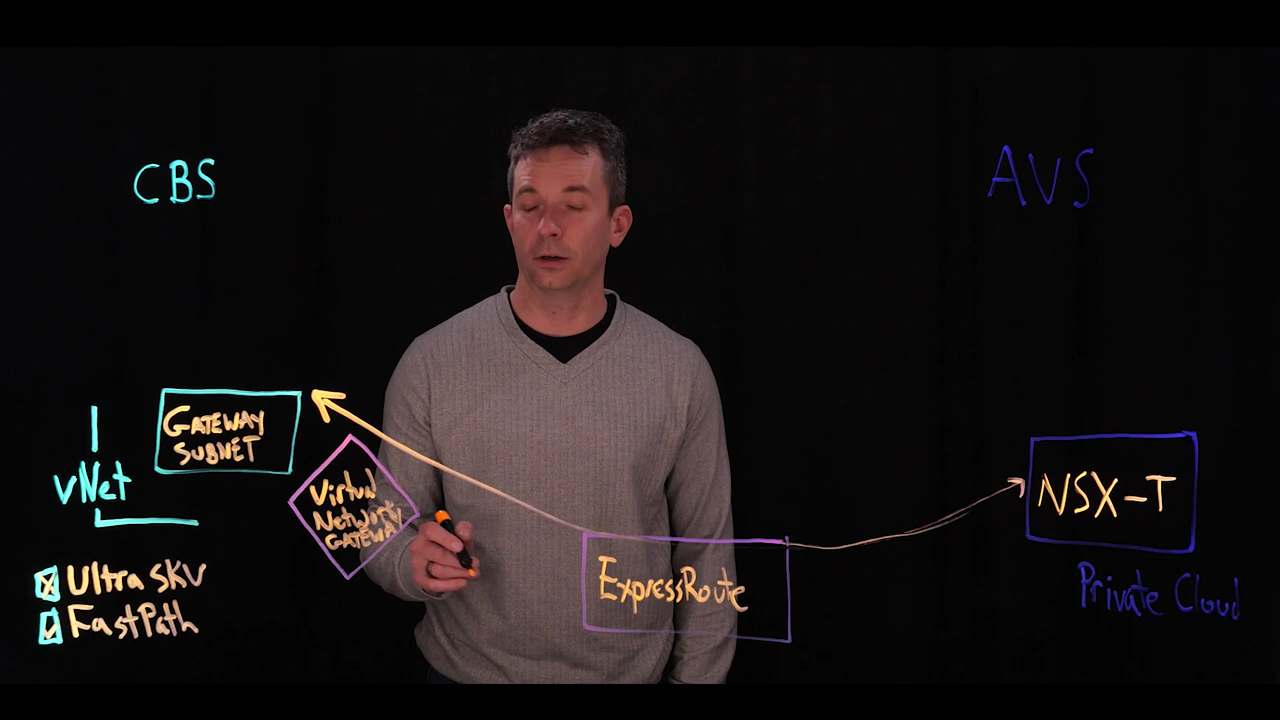 CBS
AVS
GATEWAY
SUBNET
vNet
Virtual
Network
GATEWAY
Ultra SKU
FastPath
ExpressRoute
NSX-T
Private Cloud